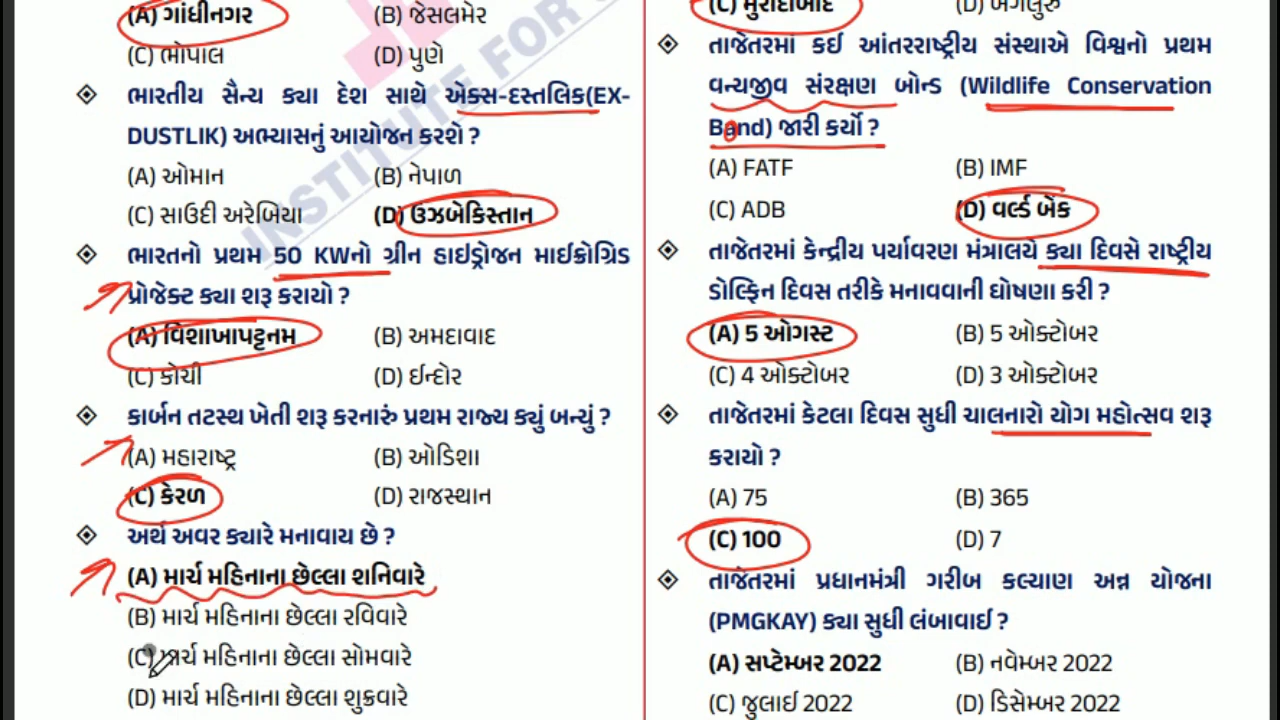 (A) ગાંધીનગર (B) જેસલમેર
(C) ભોપાલ (D) પુણે
ભારતીય સૈન્ય ક્યા દેશ સાથે એક્સ-દસ્તલિક(EX-
DUSTLIK) અભ્યાસનું આયોજન કરશે ?
(A) ઓમાન (B) નેપાળ
(C) સાઉદી અરેબિયા (D) ઉઝબેકિસ્તાન
ભારતનો પ્રથમ 50 KWનો ગ્રીન હાઇડ્રોજન માઈક્રોગ્રિડ
પ્રોજેક્ટ ક્યા શરૂ કરાયો ?
(A) વિશાખાપટ્ટનમ (B) અમદાવાદ
(C) કોચી (D) ઈન્દોર
કાર્બન તટસ્થ ખેતી શરૂ કરનારું પ્રથમ રાજ્ય ક્યું બન્યું ?
(A) મહારાષ્ટ્ર (B) ઓડિશા
(C) કેરળ (D) રાજસ્થાન
અર્થ અવર ક્યારે મનાવાય છે ?
(A) માર્ચ મહિનાના છેલ્લા શનિવારે
(B) માર્ચ મહિનાના છેલ્લા રવિવારે
(C) માર્ચ મહિનાના છેલ્લા સોમવારે
(D) માર્ચ મહિનાના છેલ્લા શુક્રવારે
(C) મુરાદાબાદ (D) બેંગલુરુ
તાજેતરમાં કઈ આંતરરાષ્ટ્રીય સંસ્થાએ વિશ્વનો પ્રથમ
વન્યજીવ સંરક્ષણ બોન્ડ (Wildlife Conservation
Band) જારી કર્યો ?
(A) FATF (B) IMF
(C) ADB (D) વર્લ્ડ બેંક
તાજેતરમાં કેન્દ્રીય પર્યાવરણ મંત્રાલયે ક્યા દિવસે રાષ્ટ્રીય
ડોલ્ફિન દિવસ તરીકે મનાવવાની ઘોષણા કરી ?
(A) 5 ઓગસ્ટ (B) 5 ઓક્ટોબર
(C) 4 ઓક્ટોબર (D) 3 ઓક્ટોબર
તાજેતરમાં કેટલા દિવસ સુધી ચાલનારો યોગ મહોત્સવ શરૂ
કરાયો ?
(A) 75 (B) 365
(C) 100 (D) 7
તાજેતરમાં પ્રધાનમંત્રી ગરીબ કલ્યાણ અન્ન યોજના
(PMGKAY) ક્યા સુધી લંબાવાઈ ?
(A) સપ્ટેમ્બર 2022 (B) નવેમ્બર 2022
(C) જુલાઈ 2022 (D) ડિસેમ્બર 2022
INSTITUTE FOR